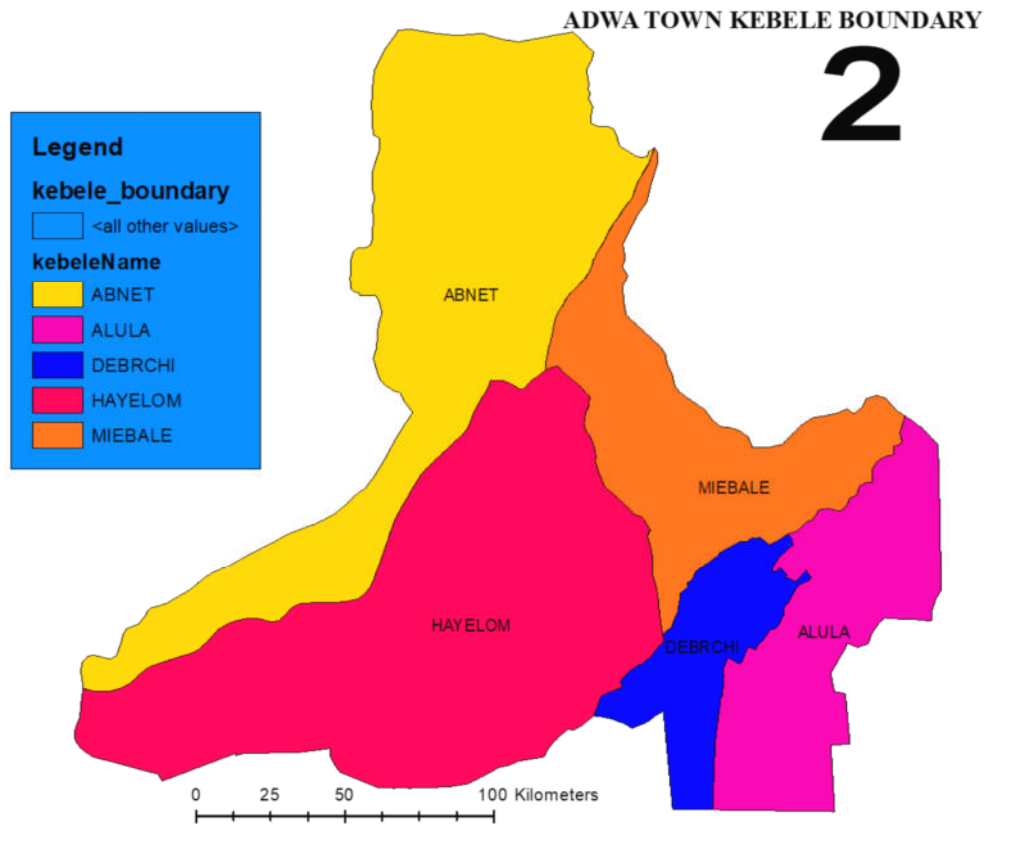 ADWA TOWN KEBELE BOUNDARY
2
Legend
kebele_boundary
<all other values>
kebeleName
ABNET
ALULA
DEBRCHI
HAYELOM
MIEBALE
ABNET
MIEBALE
HAYELOM
ALULA
DEBRCHI
0 25 50 100 Kilometers